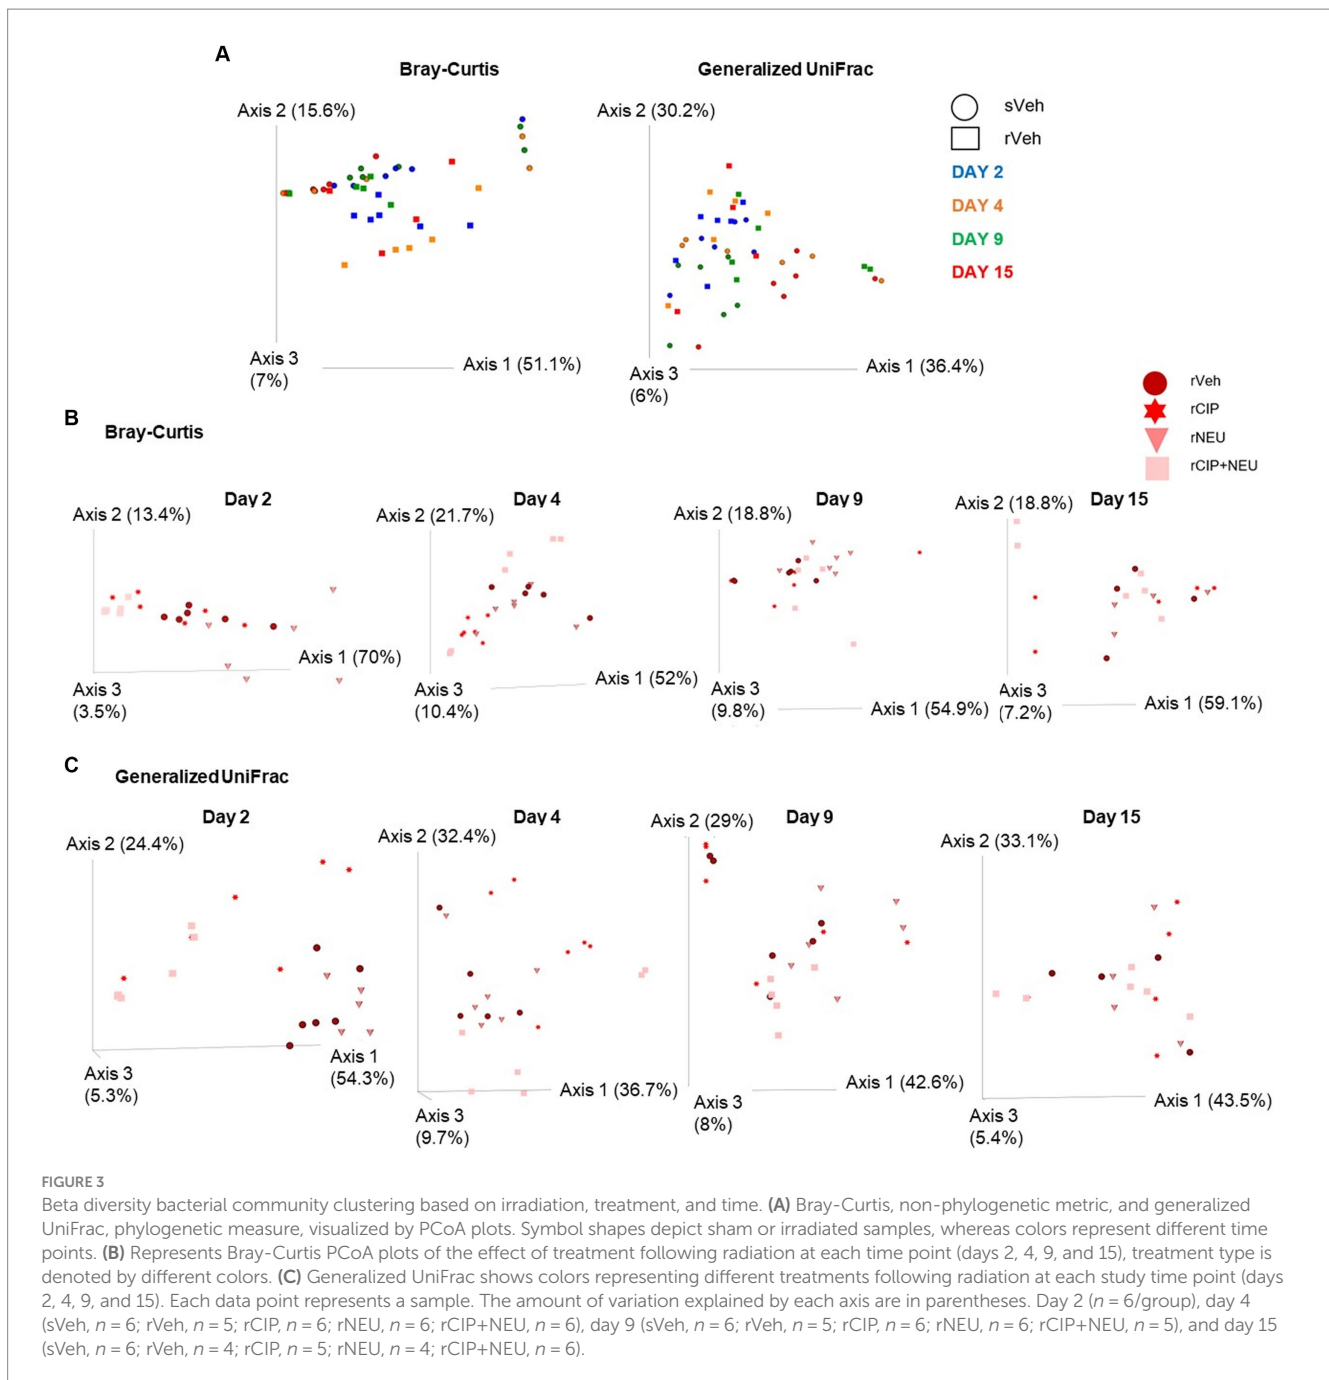 A
Bray-Curtis
Generalized UniFrac
Axis 2 (15.6%)
Axis 2 (30.2%)
sVeh
rVeh
DAY 2
DAY 4
DAY 9
DAY 15
Axis 3
(7%)
Axis 1 (51.1%)
Axis 3
(6%)
Axis 1 (36.4%)
rVeh
rCIP
rNEU
rCIP+NEU
B
Bray-Curtis
Day 2
Day 4
Day 9
Day 15
Axis 2 (13.4%)
Axis 2 (21.7%)
Axis 2 (18.8%)
Axis 2 (18.8%)
Axis 1 (70%)
Axis 3
(3.5%)
Axis 1 (52%)
Axis 3
(10.4%)
Axis 3
(9.8%)
Axis 1 (54.9%)
Axis 3
(7.2%)
Axis 1 (59.1%)
C
Generalized UniFrac
Day 2
Day 4
Day 9
Day 15
Axis 2 (24.4%)
Axis 2 (32.4%)
Axis 2 (29%)
Axis 2 (33.1%)
Axis 1
(54.3%)
Axis 3
(5.3%)
Axis 1 (36.7%)
Axis 3
(9.7%)
Axis 1 (42.6%)
Axis 3
(8%)
Axis 1 (43.5%)
Axis 3
(5.4%)
FIGURE 3
Beta diversity bacterial community clustering based on irradiation, treatment, and time. (A) Bray-Curtis, non-phylogenetic metric, and generalized
UniFrac, phylogenetic measure, visualized by PCoA plots. Symbol shapes depict sham or irradiated samples, whereas colors represent different time
points. (B) Represents Bray-Curtis PCoA plots of the effect of treatment following radiation at each time point (days 2, 4, 9, and 15), treatment type is
denoted by different colors. (C) Generalized UniFrac shows colors representing different treatments following radiation at each study time point (days
2, 4, 9, and 15). Each data point represents a sample. The amount of variation explained by each axis are in parentheses. Day 2 (n = 6/group), day 4
(sVeh, n = 6; rVeh, n = 5; rCIP, n = 6; rNEU, n = 6; rCIP+NEU, n = 6), day 9 (sVeh, n = 6; rVeh, n = 5; rCIP, n = 6; rNEU, n = 6; rCIP+NEU, n = 5), and day 15
(sVeh, n = 6; rVeh, n = 4; rCIP, n = 5; rNEU, n = 4; rCIP+NEU, n = 6).